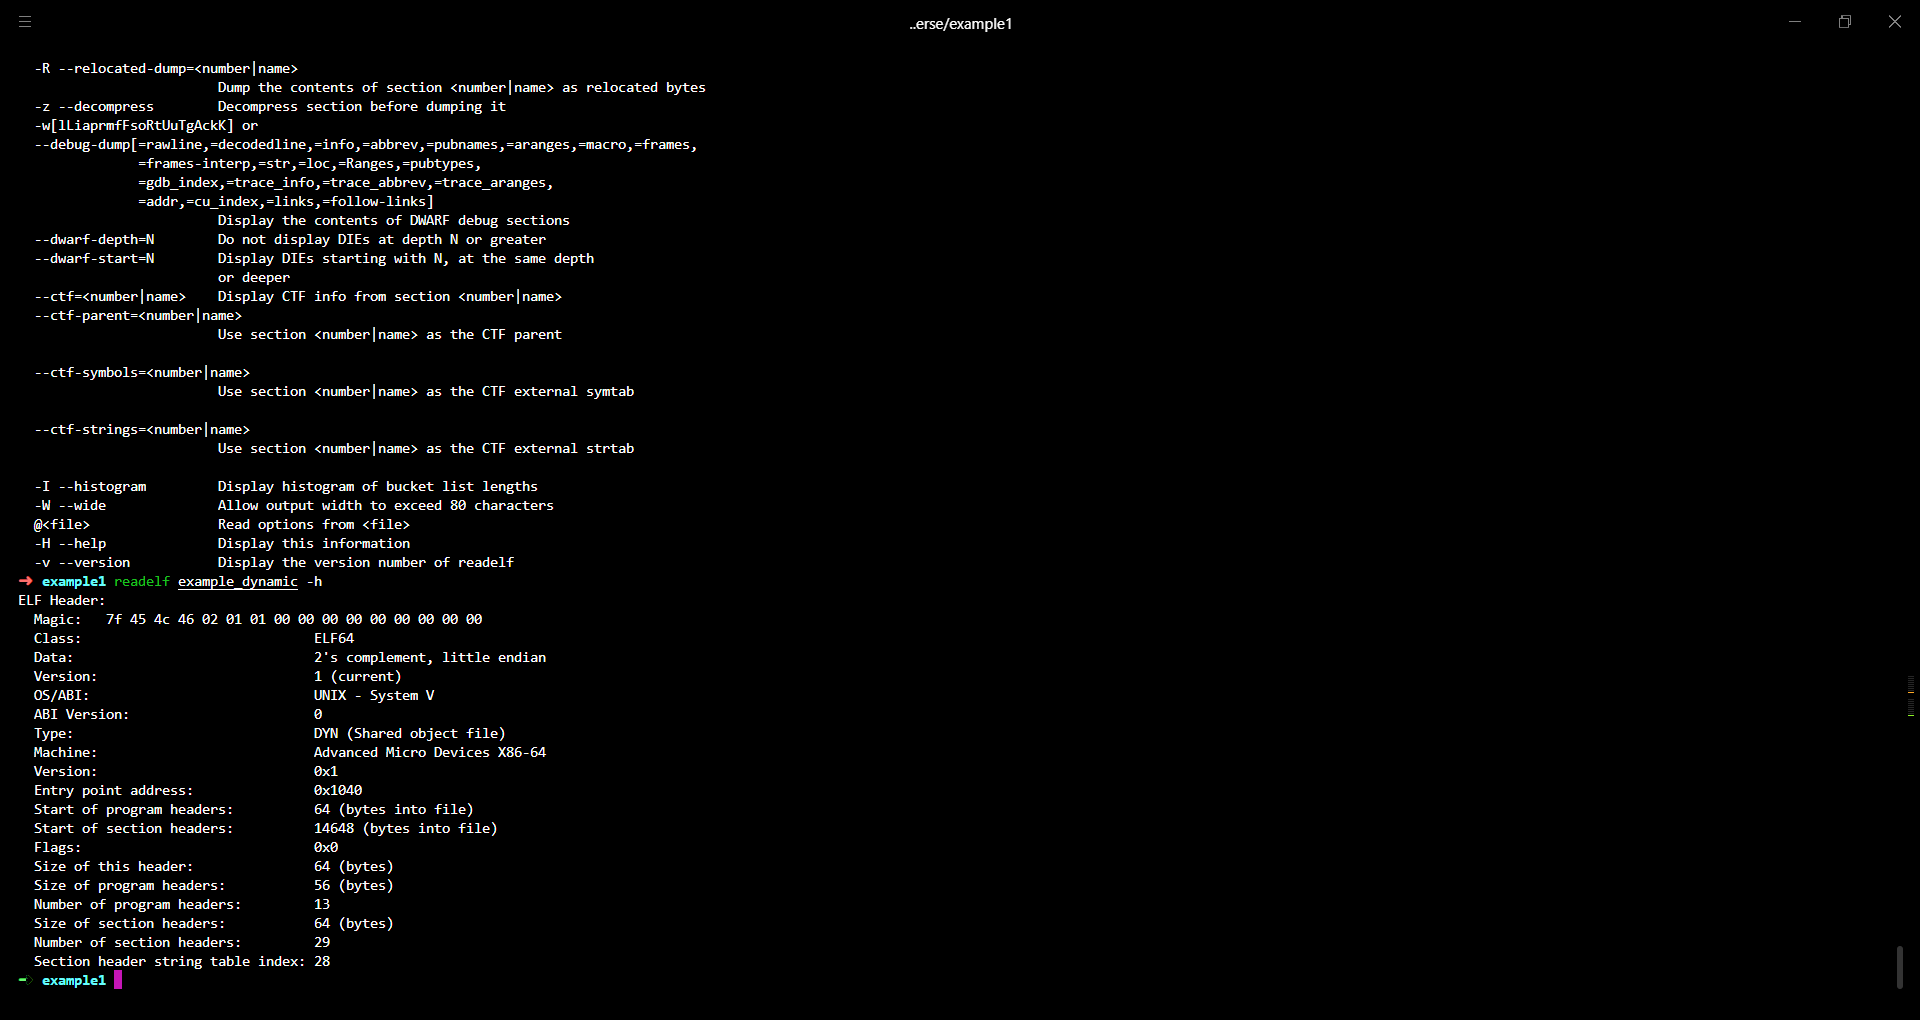 ..erse/example1
-R --relocated-dump=<number|name>
Dump the contents of section <number|name> as relocated bytes
-z --decompress        Decompress section before dumping it
-w[lLiaprmfFsoRtUuTgAckK] or
--debug-dump[=rawline,=decodedline,=info,=abbrev,=pubnames,=aranges,=macro,=frames,
=frames-interp,=str,=loc,=Ranges,=pubtypes,
=gdb_index,=trace_info,=trace_abbrev,=trace_aranges,
=addr,=cu_index,=links,=follow-links]
Display the contents of DWARF debug sections
--dwarf-depth=N        Do not display DIEs at depth N or greater
--dwarf-start=N        Display DIEs starting with N, at the same depth
or deeper
--ctf=<number|name>    Display CTF info from section <number|name>
--ctf-parent=<number|name>
Use section <number|name> as the CTF parent
--ctf-symbols=<number|name>
Use section <number|name> as the CTF external symtab
--ctf-strings=<number|name>
Use section <number|name> as the CTF external strtab
-I --histogram         Display histogram of bucket list lengths
-W --wide              Allow output width to exceed 80 characters
@<file>                Read options from <file>
-H --help              Display this information
-v --version           Display the version number of readelf
➜ example1 readelf example_dynamic -h
ELF Header:
Magic:   7f 45 4c 46 02 01 01 00 00 00 00 00 00 00 00 00
Class:                             ELF64
Data:                              2's complement, little endian
Version:                           1 (current)
OS/ABI:                            UNIX - System V
ABI Version:                       0
Type:                              DYN (Shared object file)
Machine:                           Advanced Micro Devices X86-64
Version:                           0x1
Entry point address:               0x1040
Start of program headers:          64 (bytes into file)
Start of section headers:          14648 (bytes into file)
Flags:                             0x0
Size of this header:               64 (bytes)
Size of program headers:           56 (bytes)
Number of program headers:         13
Size of section headers:           64 (bytes)
Number of section headers:         29
Section header string table index: 28
➜ example1